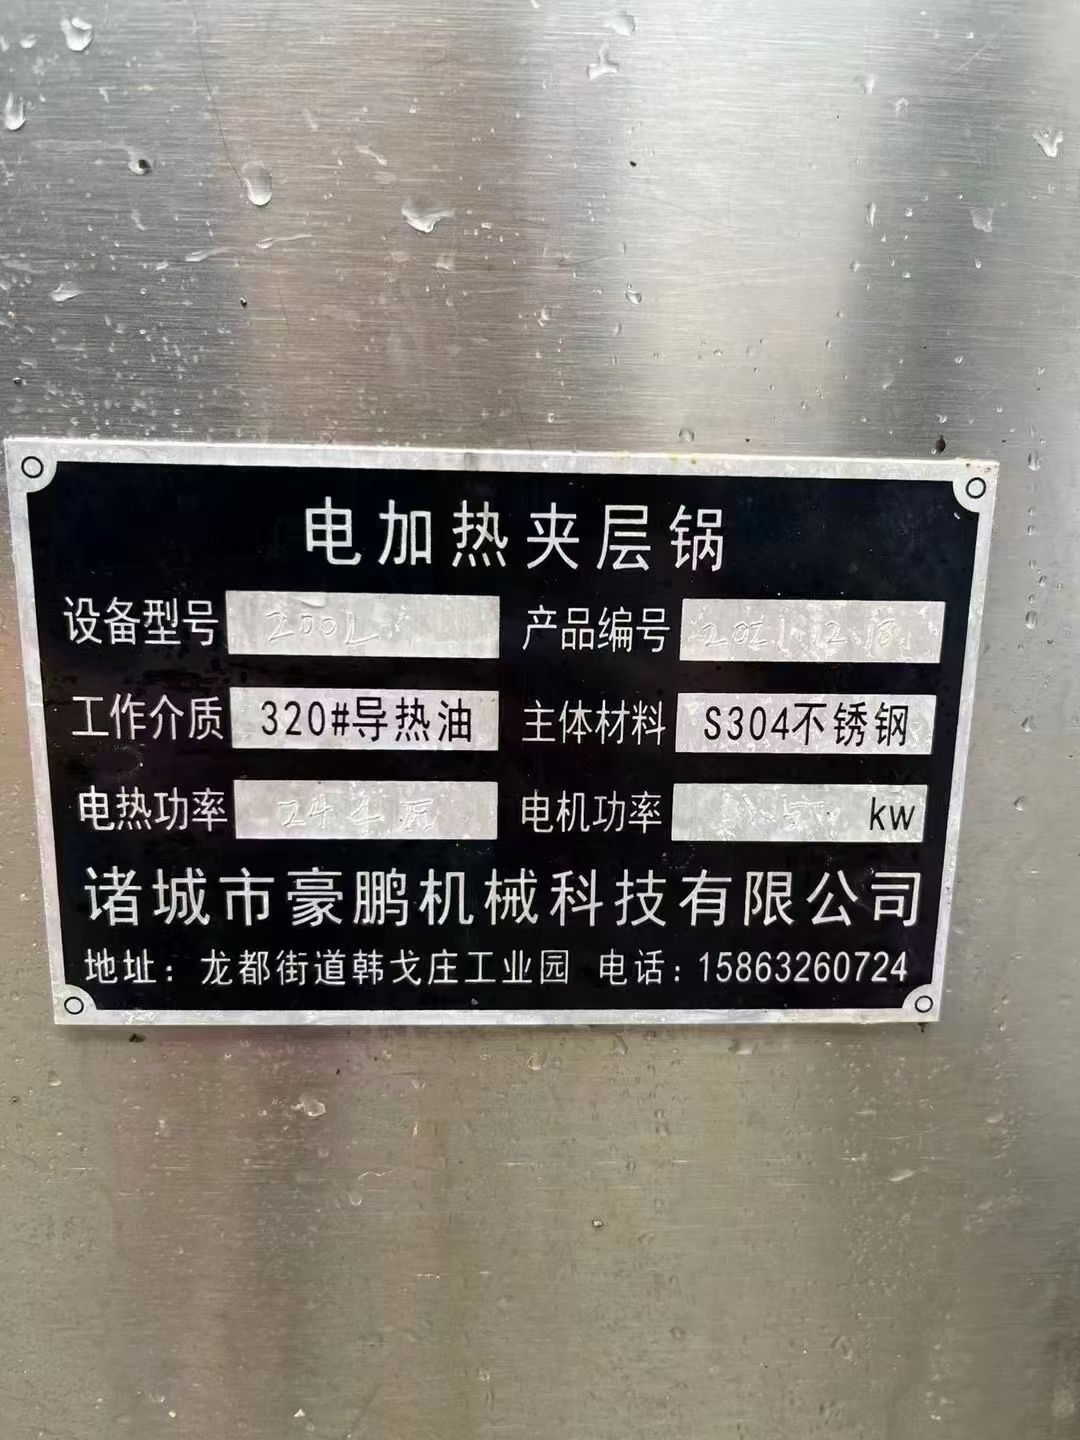 电加热夹层锅
设备型号 200L 产品编号
工作介质 320#导热油 主体材料 S304不锈钢
电热功率 电机功率 kw
诸城市豪鹏机械科技有限公司
地址：龙都街道韩戈庄工业园 电话：15863260724